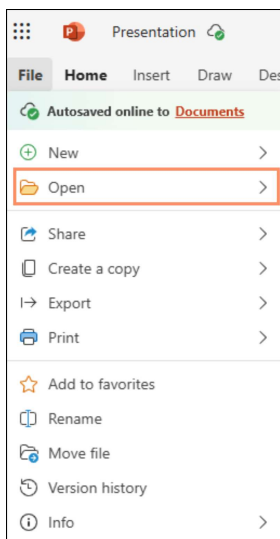 P Presentation
File Home Insert Draw
Autosaved online to Documents
New
Open
Share
Create a copy
Export
Print
Add to favorites
Rename
Move file
Version history
Info